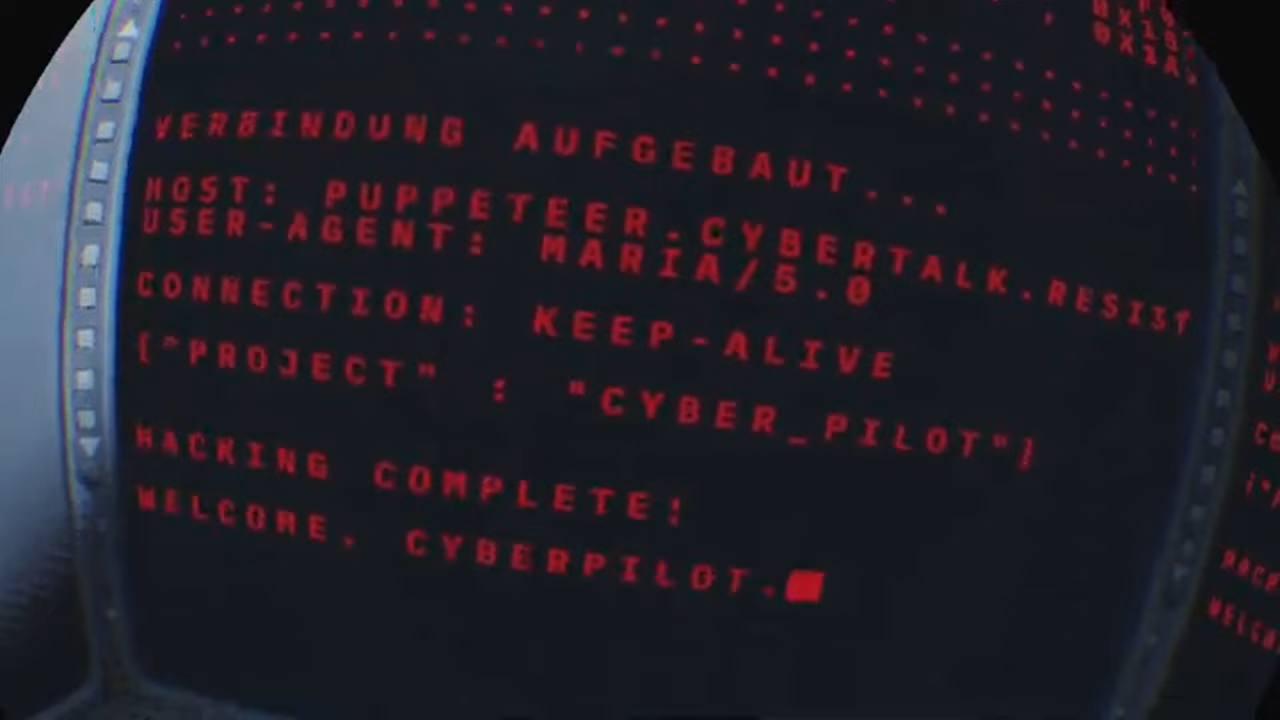 VERBINDUNG AUFGEBAUT...
HOST: PUPPETEER.CYBERTALK.RESIST
USER-AGENT: MARIA/5.0
CONNECTION: KEEP-ALIVE
{"PROJECT" : "CYBER_PILOT"}
HACKING COMPLETE!
WELCOME, CYBERPILOT.